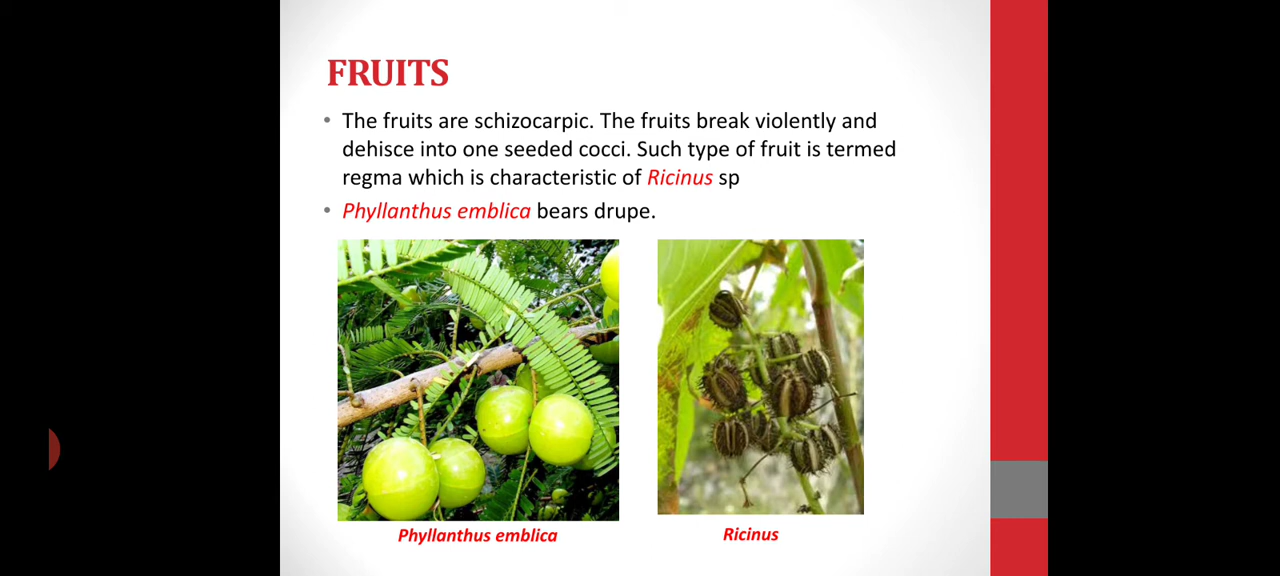 FRUITS
• The fruits are schizocarpic. The fruits break violently and
dehisce into one seeded cocci. Such type of fruit is termed
regma which is characteristic of Ricinus sp
• Phyllanthus emblica bears drupe.
Phyllanthus emblica
Ricinus